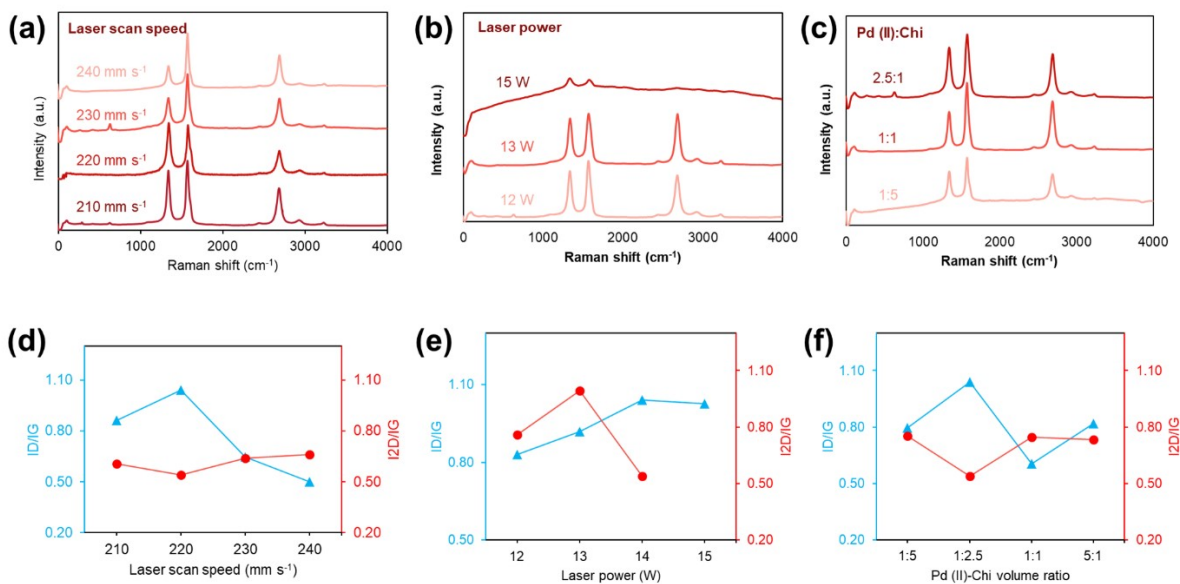 (a)
Laser scan speed
240 mm s⁻¹
230 mm s⁻¹
220 mm s⁻¹
210 mm s⁻¹
Intensity (a.u.)
0 1000 2000 3000 4000
Raman shift (cm⁻¹)
(b)
Laser power
15 W
13 W
12 W
Intensity (a.u.)
0 1000 2000 3000 4000
Raman shift (cm⁻¹)
(c)
Pd (II):Chi
2.5:1
1:1
1:5
Intensity (a.u.)
0 1000 2000 3000 4000
Raman shift (cm⁻¹)
(d)
ID/IG
1.10
0.80
0.50
0.20
I2D/IG
1.10
0.80
0.50
0.20
210 220 230 240
Laser scan speed (mm s⁻¹)
(e)
ID/IG
1.10
0.80
0.50
I2D/IG
1.10
0.80
0.50
0.20
12 13 14 15
Laser power (W)
(f)
ID/IG
1.10
0.80
0.50
0.20
I2D/IG
1.10
0.80
0.50
0.20
1:5 1:2.5 1:1 5:1
Pd (II)-Chi volume ratio